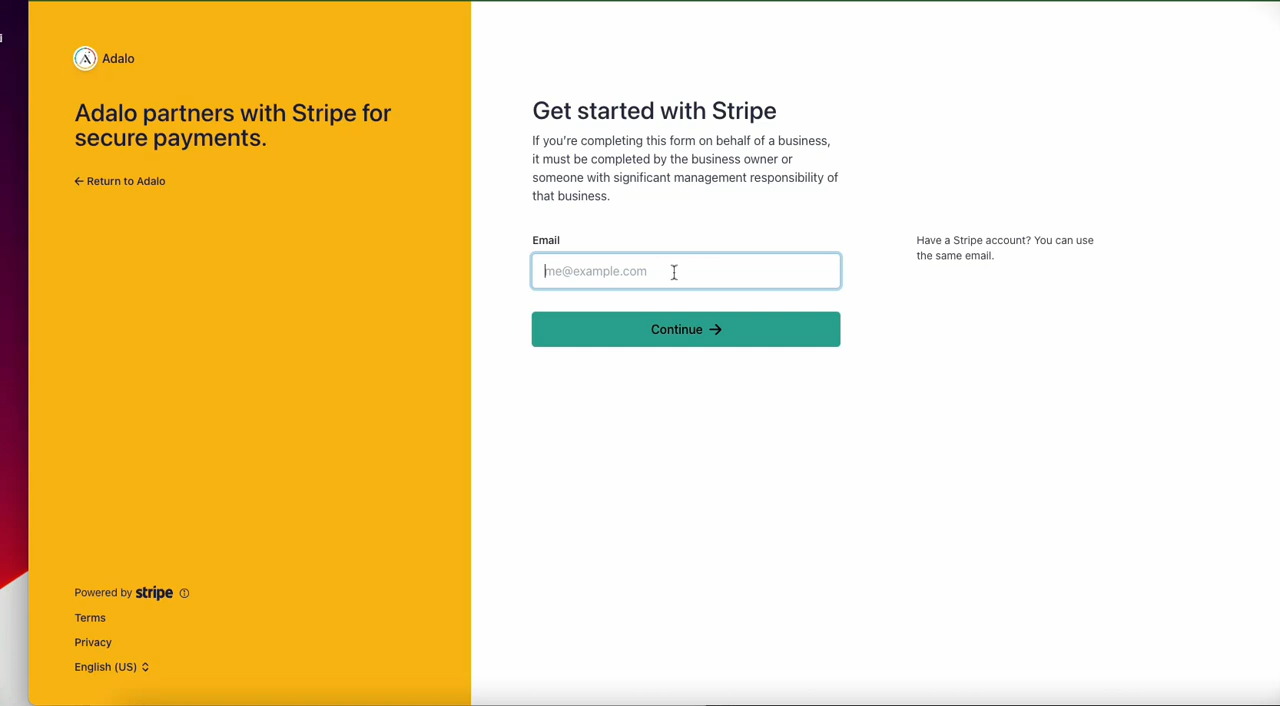 Adalo
Adalo partners with Stripe for
secure payments.
← Return to Adalo
Powered by stripe
Terms
Privacy
English (US)
Get started with Stripe
If you’re completing this form on behalf of a business,
it must be completed by the business owner or
someone with significant management responsibility of
that business.
Email
me@example.com
Continue →
Have a Stripe account? You can use
the same email.